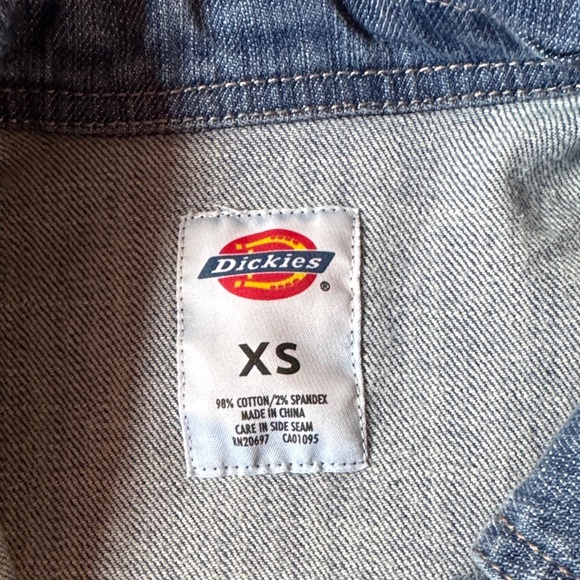 Dickies
®
XS
98% COTTON/2% SPANDEX
MADE IN CHINA
CARE IN SIDE SEAM
RN20697 CA01095